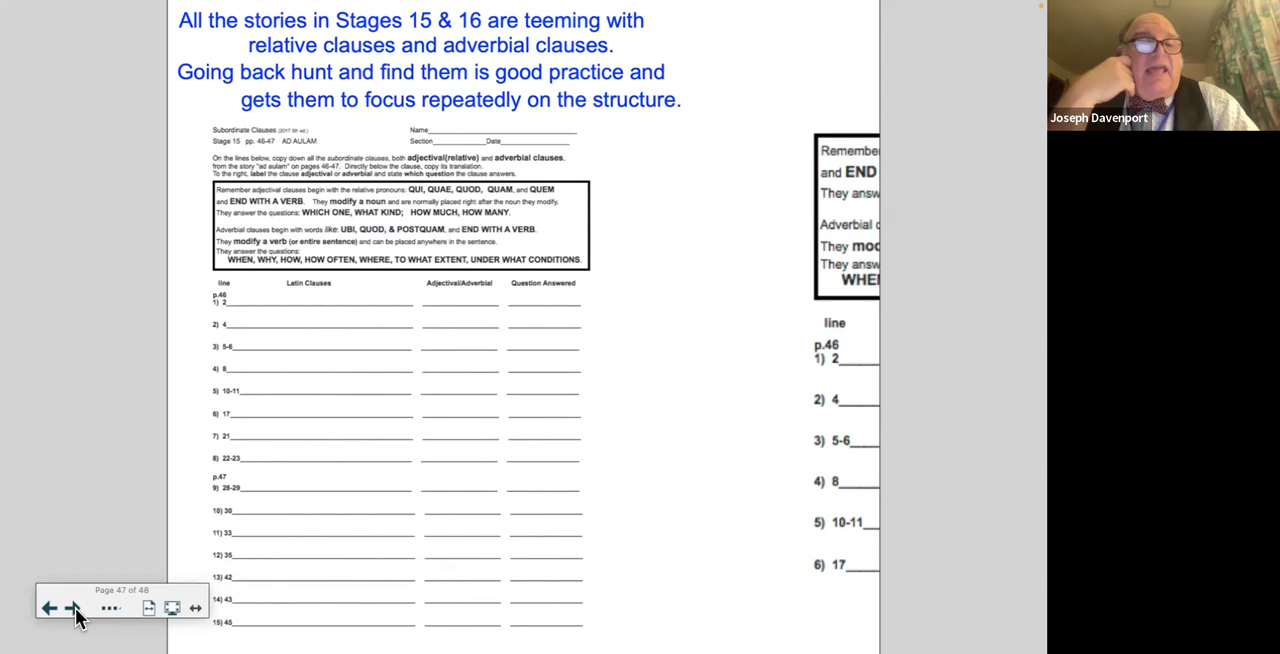 All the stories in Stages 15 & 16 are teeming with
relative clauses and adverbial clauses.
Going back hunt and find them is good practice and
gets them to focus repeatedly on the structure.
Subordinate Clauses (2017 5th ed.) Name
Stage 15 pp. 46-47 AD AULAM Section Date
On the lines below, copy down all the subordinate clauses, both adjectival(relative) and adverbial clauses,
from the story "ad aulam" on pages 46-47. Directly below the clause, copy its translation.
To the right, label the clause adjectival or adverbial and state which question the clause answers.
Remember adjectival clauses begin with the relative pronouns: QUI, QUAE, QUOD, QUAM, and QUEM
and END WITH A VERB. They modify a noun and are normally placed right after the noun they modify.
They answer the questions: WHICH ONE, WHAT KIND; HOW MUCH, HOW MANY.
Adverbial clauses begin with words like: UBI, QUOD, & POSTQUAM, and END WITH A VERB.
They modify a verb (or entire sentence) and can be placed anywhere in the sentence.
They answer the questions:
WHEN, WHY, HOW, HOW OFTEN, WHERE, TO WHAT EXTENT, UNDER WHAT CONDITIONS.
line Latin Clauses Adjectival/Adverbial Question Answered
p.46
1) 2
2) 4
3) 5-6
4) 8
5) 10-11
6) 17
7) 21
8) 22-23
p.47
9) 28-29
10) 30
11) 33
12) 35
13) 42
14) 43
15) 45
Remember
and END
They answ
Adverbial c
They mod
They answ
WHEN
line
p.46
1) 2
2) 4
3) 5-6
4) 8
5) 10-11
6) 17
Page 47 of 48
Joseph Davenport